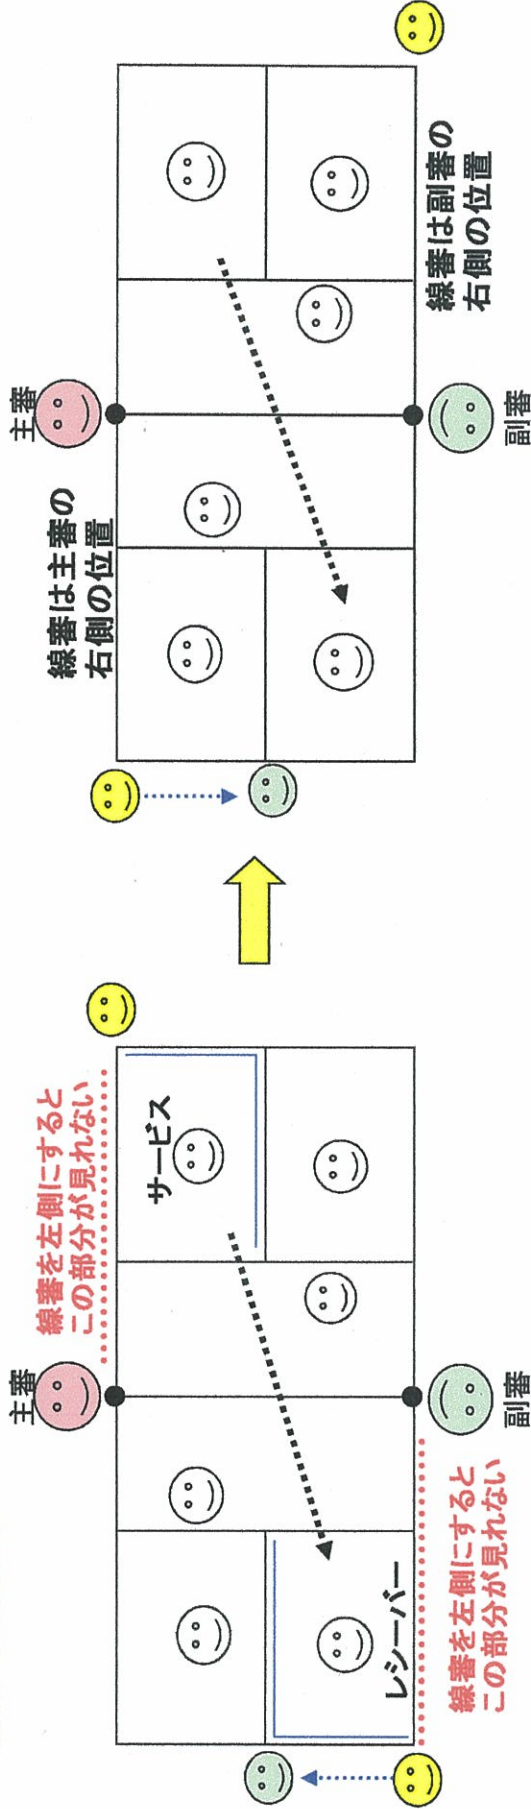 主審
線審を左側にすると
この部分が見れない
サービス
レシーバー
線審を左側にすると
この部分が見れない
副審
主審
線審は主審の
右側の位置
線審は副審の
右側の位置
副審